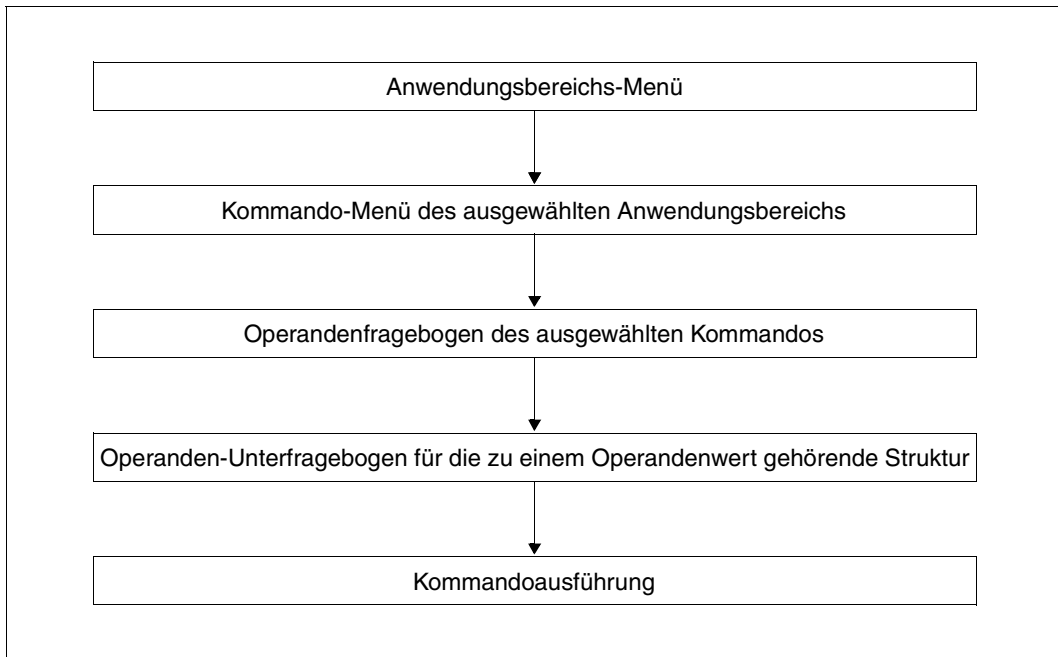 Anwendungsbereichs-Menü
Kommando-Menü des ausgewählten Anwendungsbereichs
Operandenfragebogen des ausgewählten Kommandos
Operanden-Unterfragebogen für die zu einem Operandenwert gehörende Struktur
Kommandoausführung